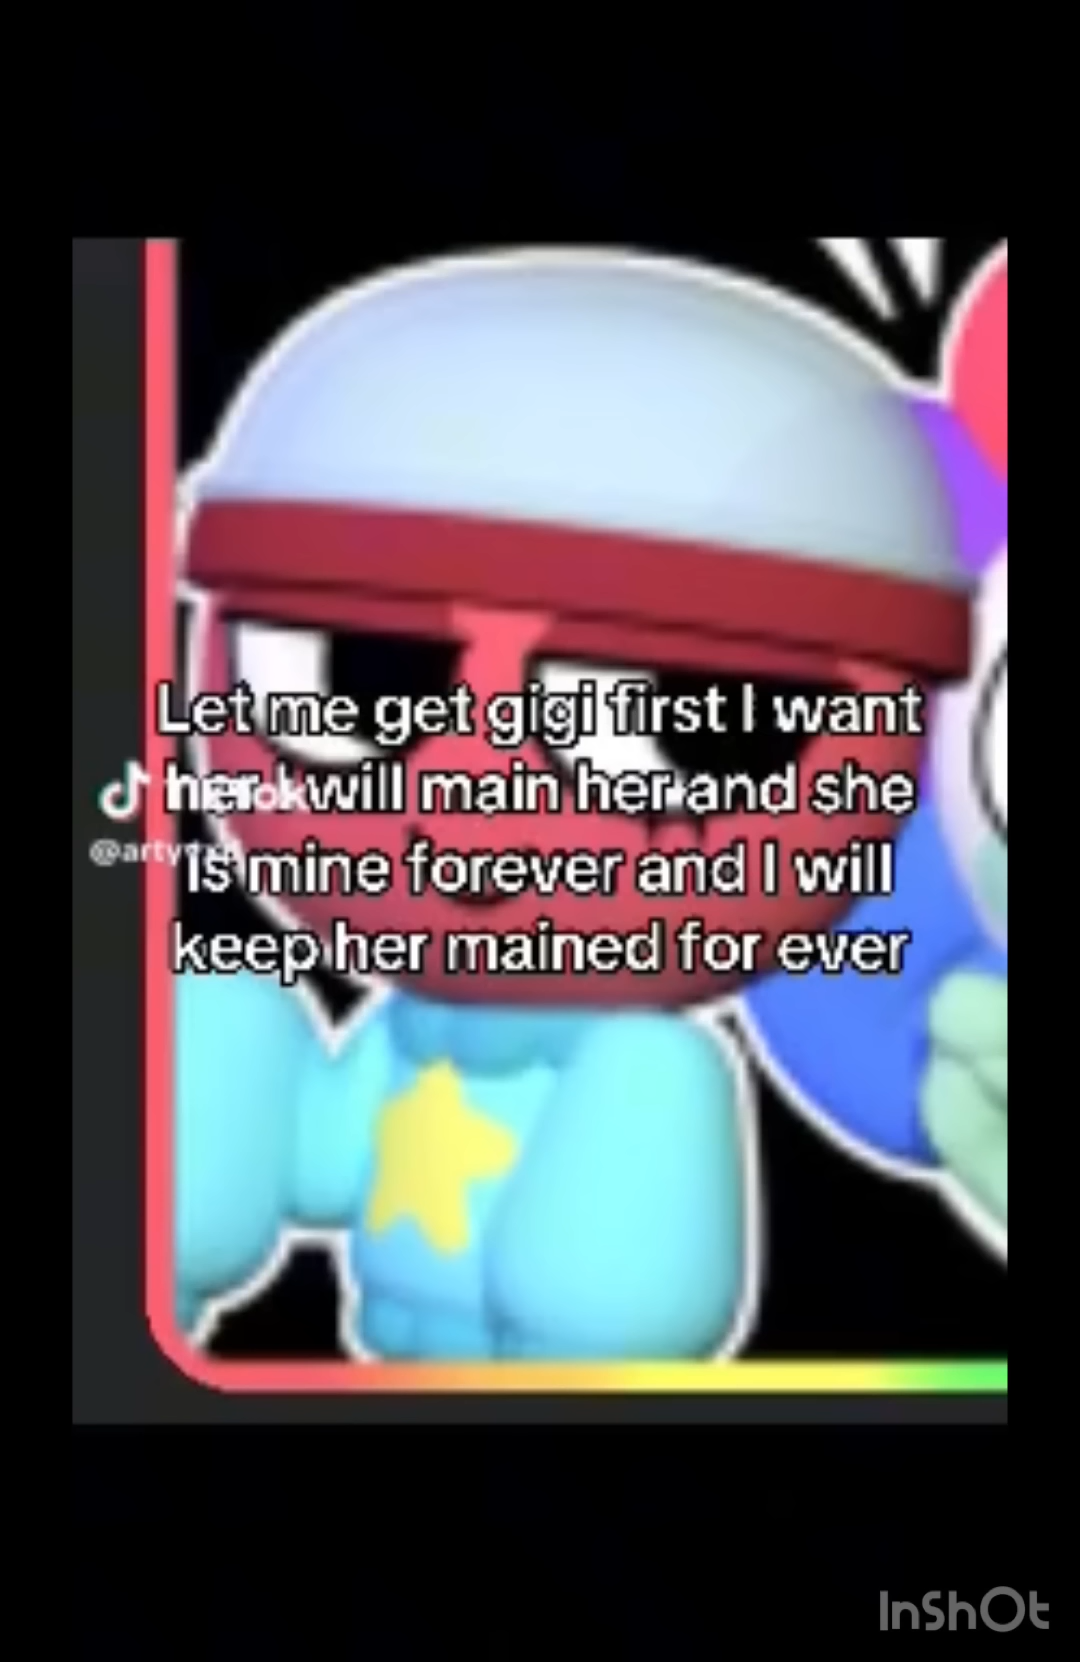 Let me get gigi first I want
her I will main her and she
is mine forever and I will
keep her mained for ever
InShOt